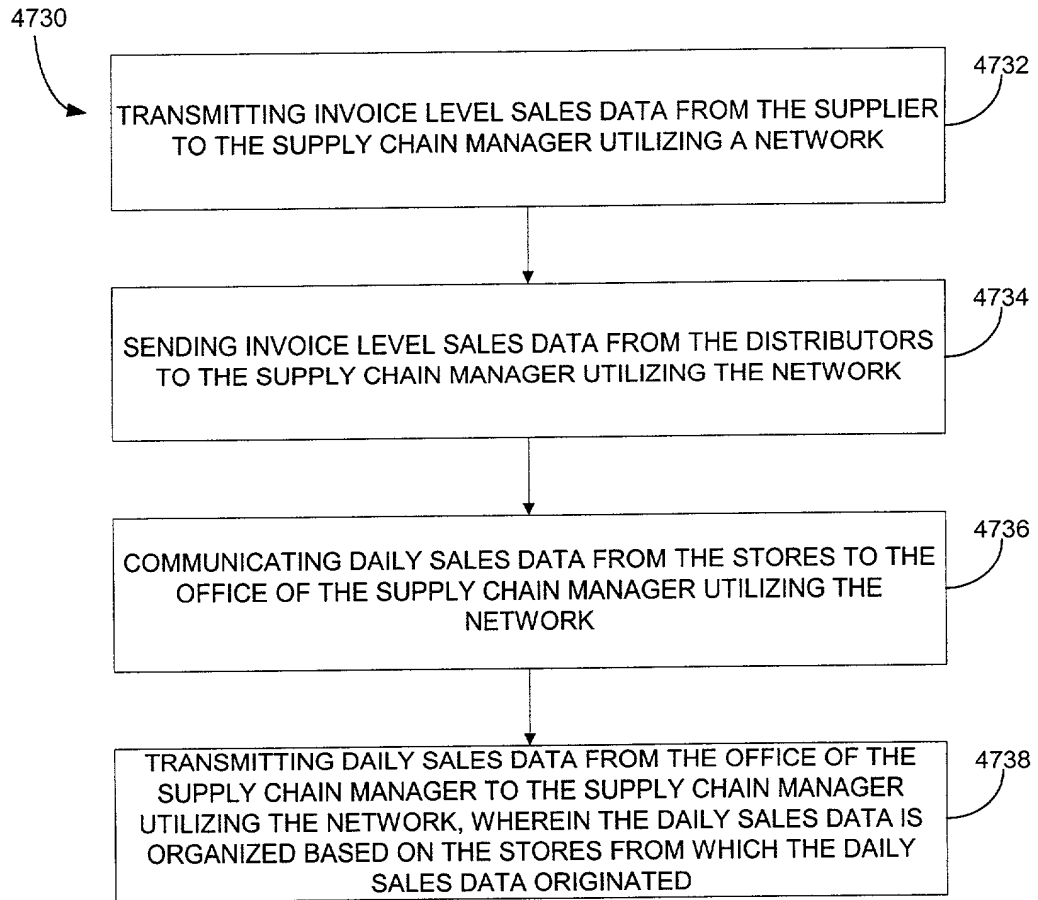 4730
4732
TRANSMITTING INVOICE LEVEL SALES DATA FROM THE SUPPLIER
TO THE SUPPLY CHAIN MANAGER UTILIZING A NETWORK
4734
SENDING INVOICE LEVEL SALES DATA FROM THE DISTRIBUTORS
TO THE SUPPLY CHAIN MANAGER UTILIZING THE NETWORK
4736
COMMUNICATING DAILY SALES DATA FROM THE STORES TO THE
OFFICE OF THE SUPPLY CHAIN MANAGER UTILIZING THE
NETWORK
4738
TRANSMITTING DAILY SALES DATA FROM THE OFFICE OF THE
SUPPLY CHAIN MANAGER TO THE SUPPLY CHAIN MANAGER
UTILIZING THE NETWORK, WHEREIN THE DAILY SALES DATA IS
ORGANIZED BASED ON THE STORES FROM WHICH THE DAILY
SALES DATA ORIGINATED